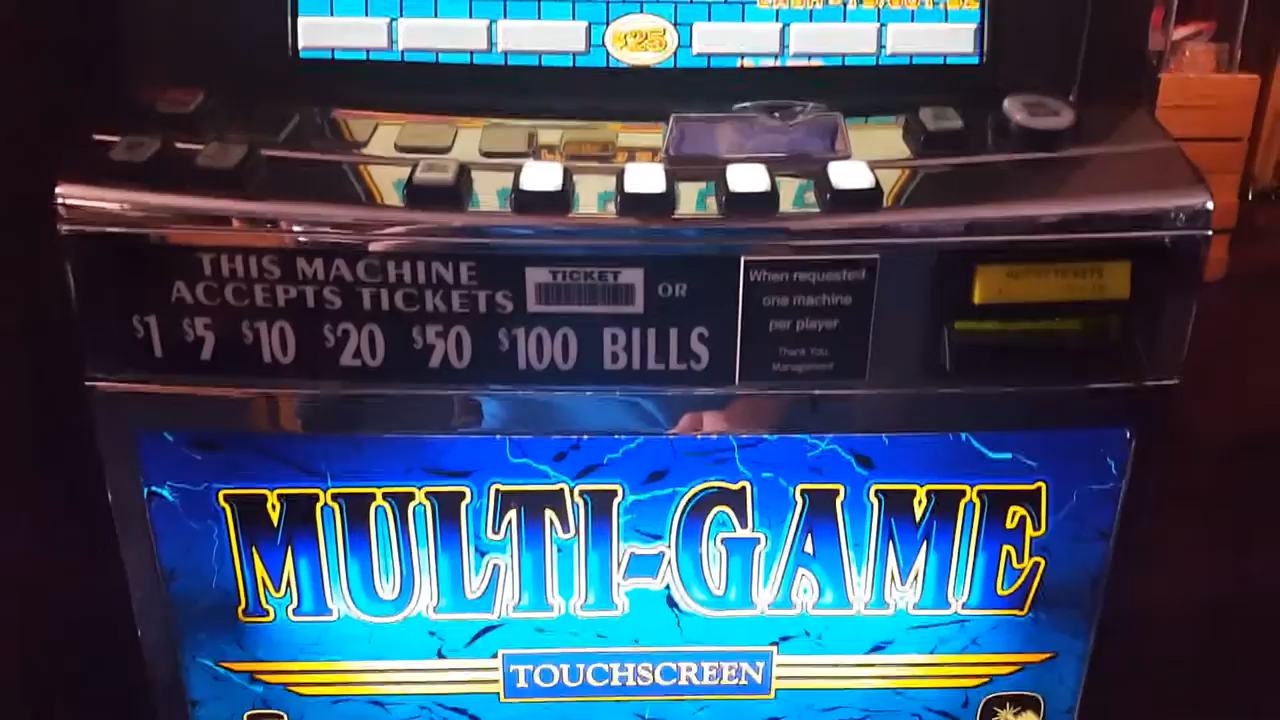 $25
THIS MACHINE
ACCEPTS TICKETS
TICKET
OR
$1 $5 $10 $20 $50 $100 BILLS
When requested
one machine
per player
Thank You,
Management
MULTI-GAME
TOUCHSCREEN